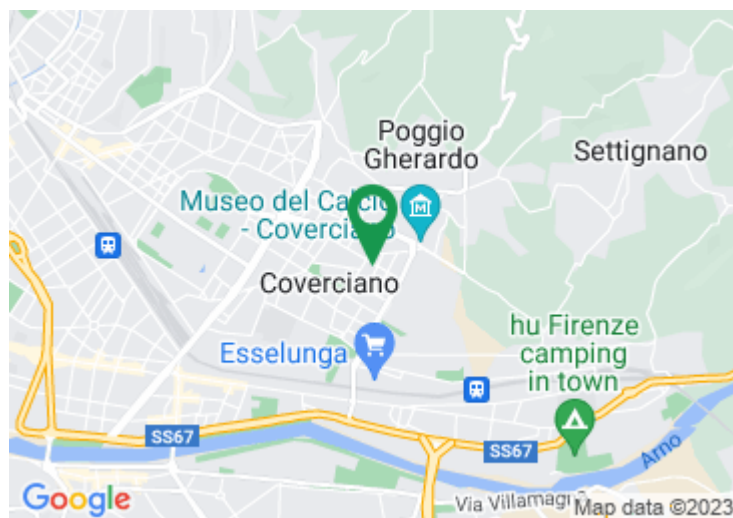 Poggio
Gherardo
Settignano
Museo del Calcio
- Coverciano
M
Coverciano
Esselunga
hu Firenze
camping
in town
SS67
SS67
Arno
Via Villamagna
Google
Map data ©2023